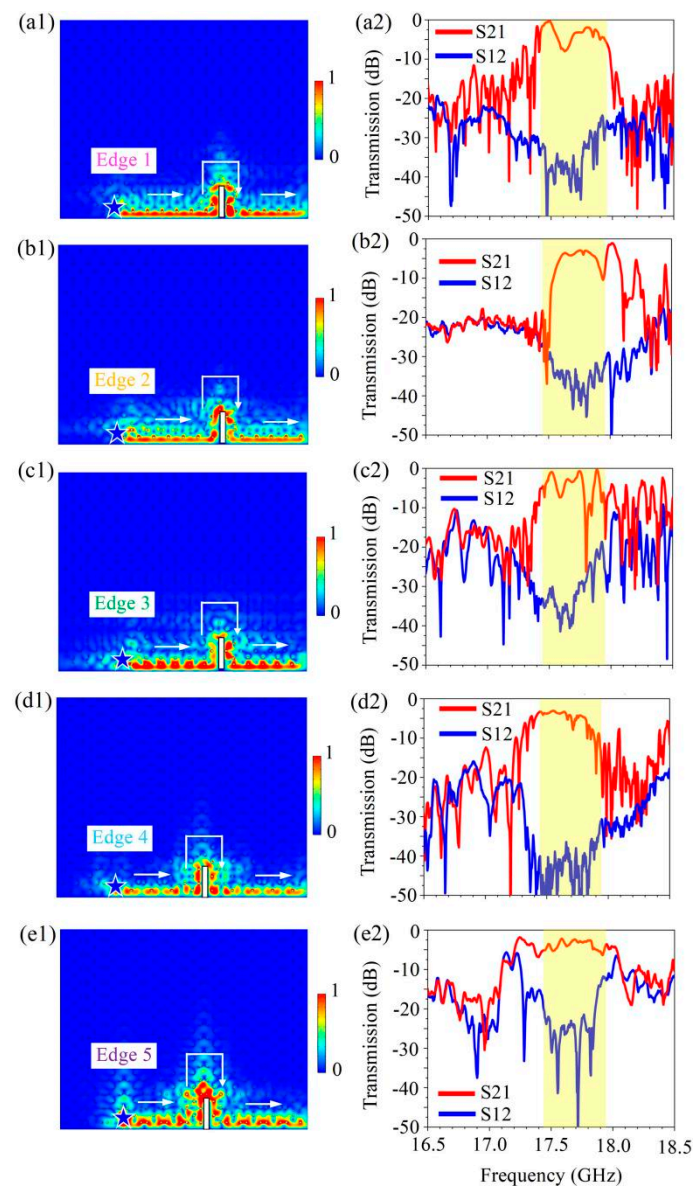 (a1)
Edge 1
1
0
(a2)
S21
S12
Transmission (dB)
0
-10
-20
-30
-40
-50
(b1)
Edge 2
1
0
(b2)
S21
S12
Transmission (dB)
0
-10
-20
-30
-40
-50
(c1)
Edge 3
1
0
(c2)
S21
S12
Transmission (dB)
0
-10
-20
-30
-40
-50
(d1)
Edge 4
1
0
(d2)
S21
S12
Transmission (dB)
0
-10
-20
-30
-40
-50
(e1)
Edge 5
1
0
(e2)
S21
S12
Transmission (dB)
0
-10
-20
-30
-40
-50
16.5 17.0 17.5 18.0 18.5
Frequency (GHz)